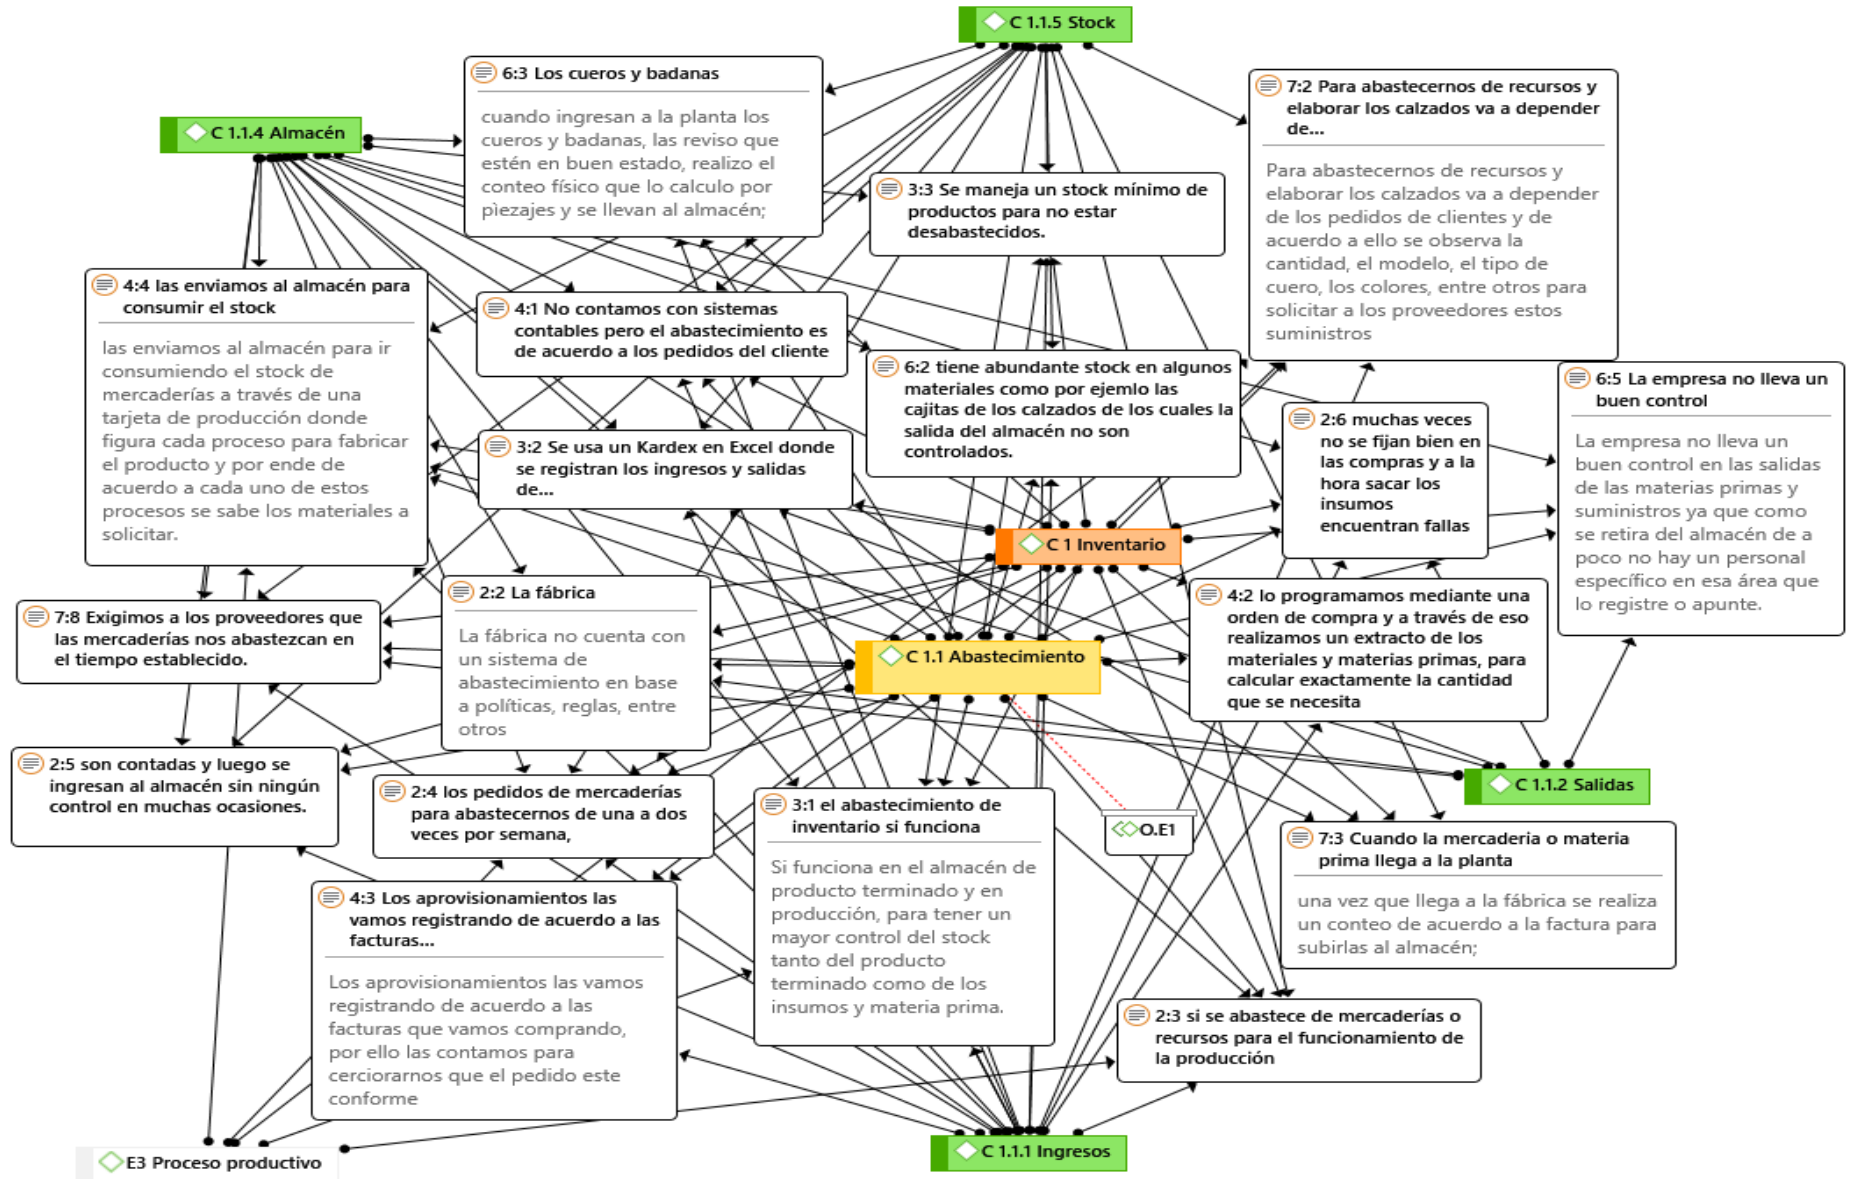 C 1.1.5 Stock
6:3 Los cueros y badanas
cuando ingresan a la planta los
cueros y badanas, las reviso que
estén en buen estado, realizo el
conteo físico que lo calculo por
pìezajes y se llevan al almacén;
7:2 Para abastecernos de recursos y
elaborar los calzados va a depender
de...
Para abastecernos de recursos y
elaborar los calzados va a depender
de los pedidos de clientes y de
acuerdo a ello se observa la
cantidad, el modelo, el tipo de
cuero, los colores, entre otros para
solicitar a los proveedores estos
suministros
C 1.1.4 Almacén
3:3 Se maneja un stock mínimo de
productos para no estar
desabastecidos.
4:4 las enviamos al almacén para
consumir el stock
las enviamos al almacén para ir
consumiendo el stock de
mercaderías a través de una
tarjeta de producción donde
figura cada proceso para fabricar
el producto y por ende de
acuerdo a cada uno de estos
procesos se sabe los materiales a
solicitar.
4:1 No contamos con sistemas
contables pero el abastecimiento es
de acuerdo a los pedidos del cliente
6:2 tiene abundante stock en algunos
materiales como por ejemlo las
cajitas de los calzados de los cuales la
salida del almacén no son
controlados.
6:5 La empresa no lleva un
buen control
La empresa no lleva un
buen control en las salidas
de las materias primas y
suministros ya que como
se retira del almacén de a
poco no hay un personal
específico en esa área que
lo registre o apunte.
2:6 muchas veces
no se fijan bien en
las compras y a la
hora sacar los
insumos
encuentran fallas
3:2 Se usa un Kardex en Excel donde
se registran los ingresos y salidas
de...
C 1 Inventario
2:2 La fábrica
La fábrica no cuenta con
un sistema de
abastecimiento en base
a políticas, reglas, entre
otros
4:2 lo programamos mediante una
orden de compra y a través de eso
realizamos un extracto de los
materiales y materias primas, para
calcular exactamente la cantidad
que se necesita
7:8 Exigimos a los proveedores que
las mercaderías nos abastezcan en
el tiempo establecido.
C 1.1 Abastecimiento
2:5 son contadas y luego se
ingresan al almacén sin ningún
control en muchas ocasiones.
2:4 los pedidos de mercaderías
para abastecernos de una a dos
veces por semana,
C 1.1.2 Salidas
3:1 el abastecimiento de
inventario si funciona
Si funciona en el almacén de
producto terminado y en
producción, para tener un
mayor control del stock
tanto del producto
terminado como de los
insumos y materia prima.
O.E1
7:3 Cuando la mercaderia o materia
prima llega a la planta
una vez que llega a la fábrica se realiza
un conteo de acuerdo a la factura para
subirlas al almacén;
4:3 Los aprovisionamientos las
vamos registrando de acuerdo a las
facturas...
Los aprovisionamientos las vamos
registrando de acuerdo a las
facturas que vamos comprando,
por ello las contamos para
cerciorarnos que el pedido este
conforme
2:3 si se abastece de mercaderías o
recursos para el funcionamiento de
la producción
E3 Proceso productivo
C 1.1.1 Ingresos